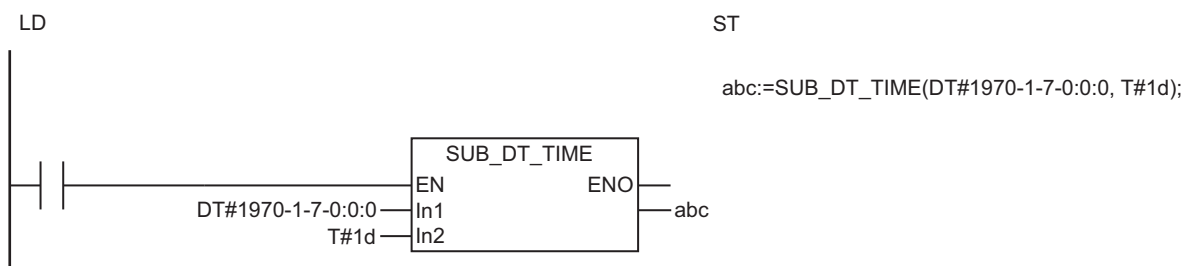 LD
ST
abc:=SUB_DT_TIME(DT#1970-1-7-0:0:0, T#1d);
SUB_DT_TIME
EN ENO
DT#1970-1-7-0:0:0 In1 abc
T#1d In2